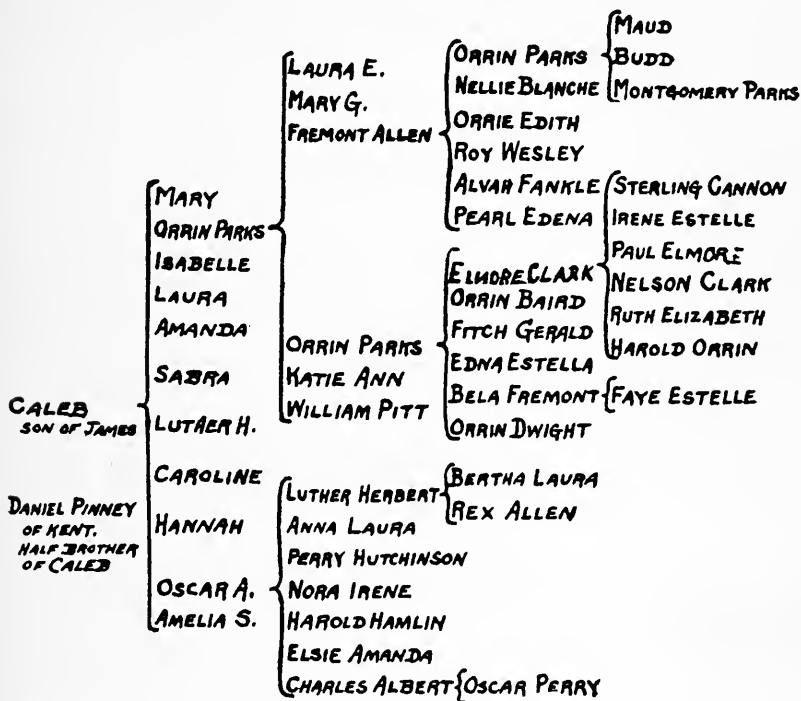 CALEB
SON OF JAMES
DANIEL PINNEY
OF KENT.
HALF BROTHER
OF CALEB
MARY
ORRIN PARKS
ISABELLE
LAURA
AMANDA
SABRA
LUTHER H.
CAROLINE
HANNAH
OSCAR A.
AMELIA S.
LAURA E.
MARY G.
FREMONT ALLEN
ORRIN PARKS
KATIE ANN
WILLIAM PITT
LUTHER HERBERT
ANNA LAURA
PERRY HUTCHINSON
NORA IRENE
HAROLD HAMLIN
ELSIE AMANDA
CHARLES ALBERT
ORRIN PARKS
NELLIE BLANCHE
ORRIE EDITH
ROY WESLEY
ALVAH FANKLE
PEARL EDENA
ELMORE CLARK
ORRIN BAIRD
FITCH GERALD
EDNA ESTELLA
BELA FREMONT
ORRIN DWIGHT
BERTHA LAURA
REX ALLEN
OSCAR PERRY
MAUD
BUDD
MONTGOMERY PARKS
STERLING CANNON
IRENE ESTELLE
PAUL ELMORE
NELSON CLARK
RUTH ELIZABETH
HAROLD ORRIN
FAYE ESTELLE